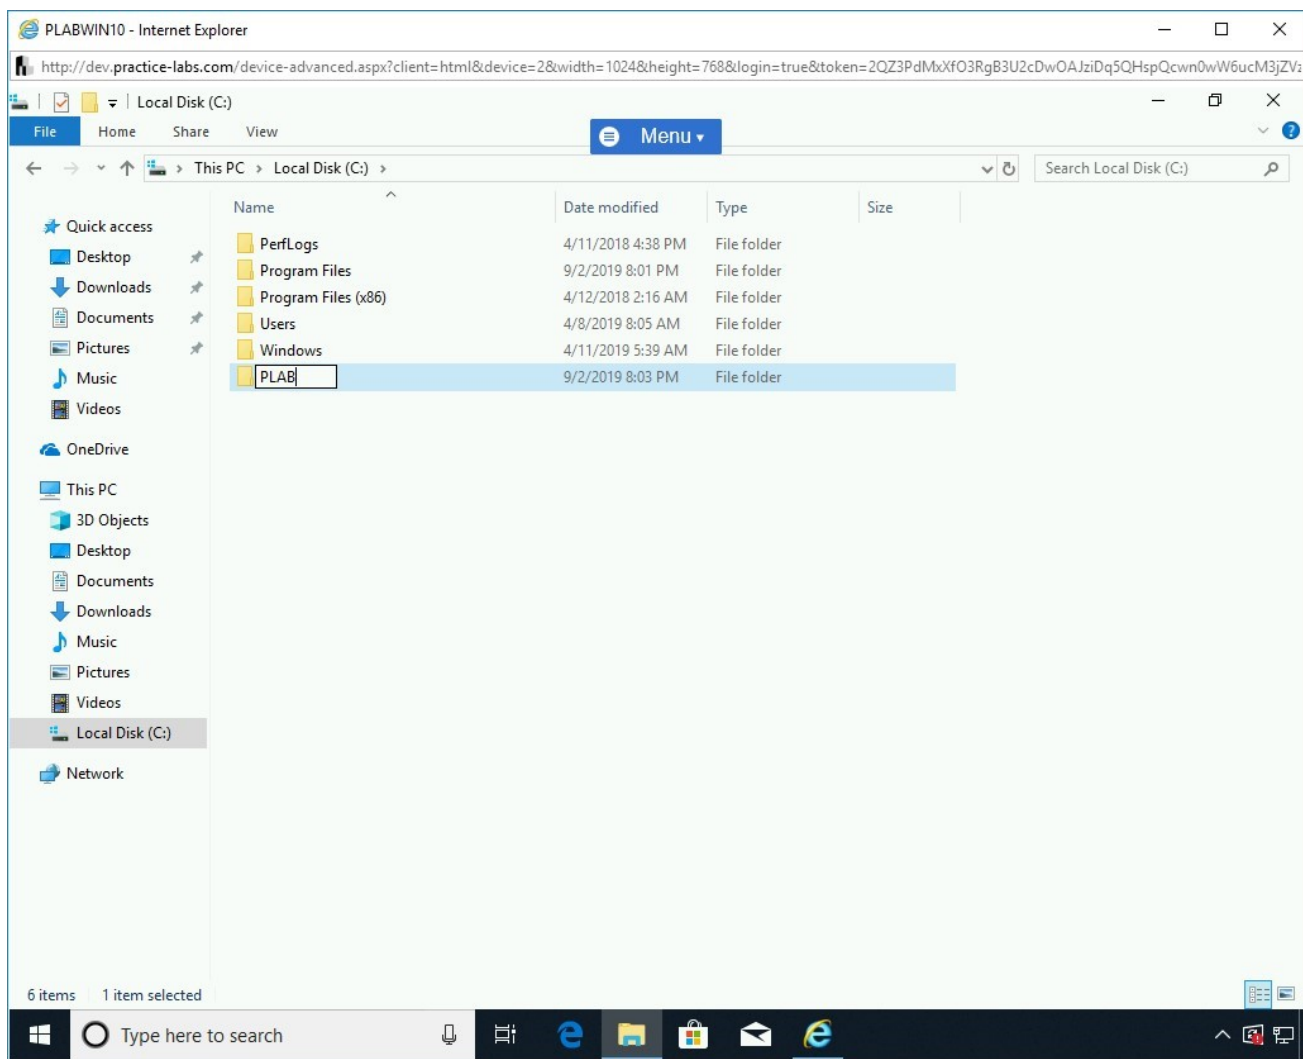 PLABWIN10 - Internet Explorer
http://dev.practice-labs.com/device-advanced.aspx?client=html&device=2&width=1024&height=768&login=true&token=2QZ3PdMxXfO3RgB3U2cDwOAJziDq5QHspQcwn0wW6ucM3jZVz
Local Disk (C:)
File Home Share View
Menu
This PC > Local Disk (C:) >
Search Local Disk (C:)
Name Date modified Type Size
Quick access
Desktop
Downloads
Documents
Pictures
Music
Videos
OneDrive
This PC
3D Objects
Desktop
Documents
Downloads
Music
Pictures
Videos
Local Disk (C:)
Network
PerfLogs 4/11/2018 4:38 PM File folder
Program Files 9/2/2019 8:01 PM File folder
Program Files (x86) 4/12/2018 2:16 AM File folder
Users 4/8/2019 8:05 AM File folder
Windows 4/11/2019 5:39 AM File folder
PLAB 9/2/2019 8:03 PM File folder
6 items 1 item selected
Type here to search